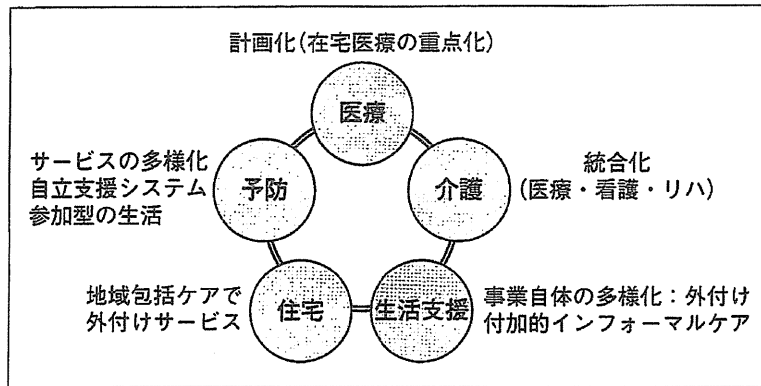 計画化(在宅医療の重点化)
医療
サービスの多様化
自立支援システム
参加型の生活
予防
介護
統合化
(医療・看護・リハ)
地域包括ケアで
外付けサービス
住宅
生活支援
事業自体の多様化：外付け
付加的インフォーマルケア